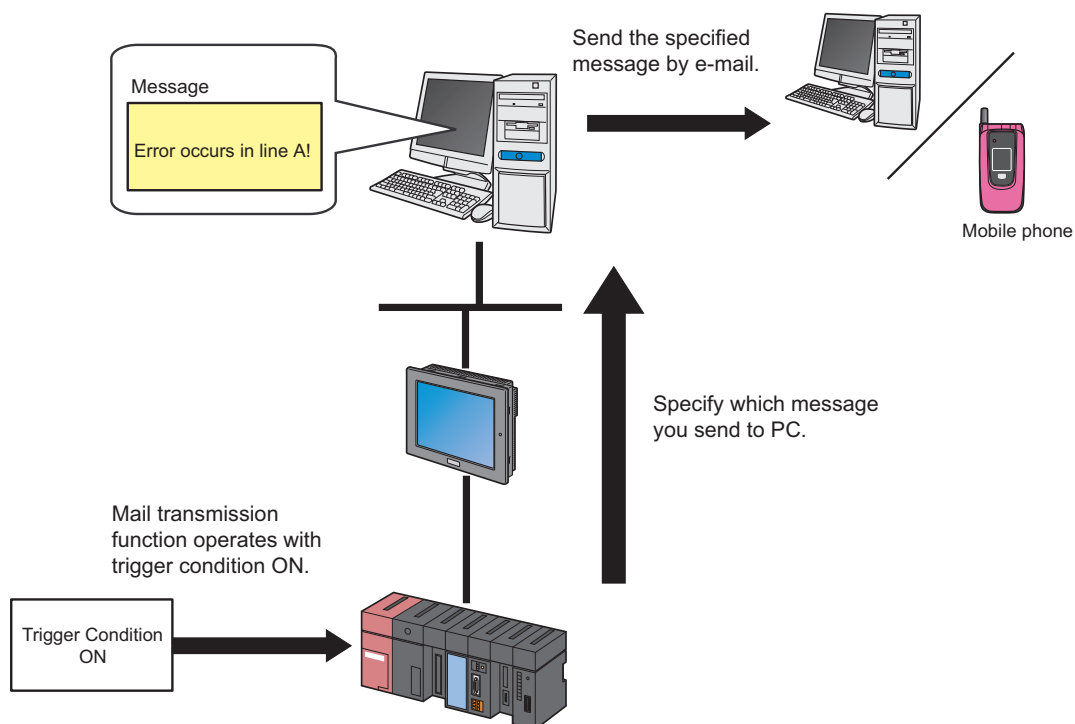 Send the specified
message by e-mail.
Message
Error occurs in line A!
Mobile phone
Specify which message
you send to PC.
Mail transmission
function operates with
trigger condition ON.
Trigger Condition
ON